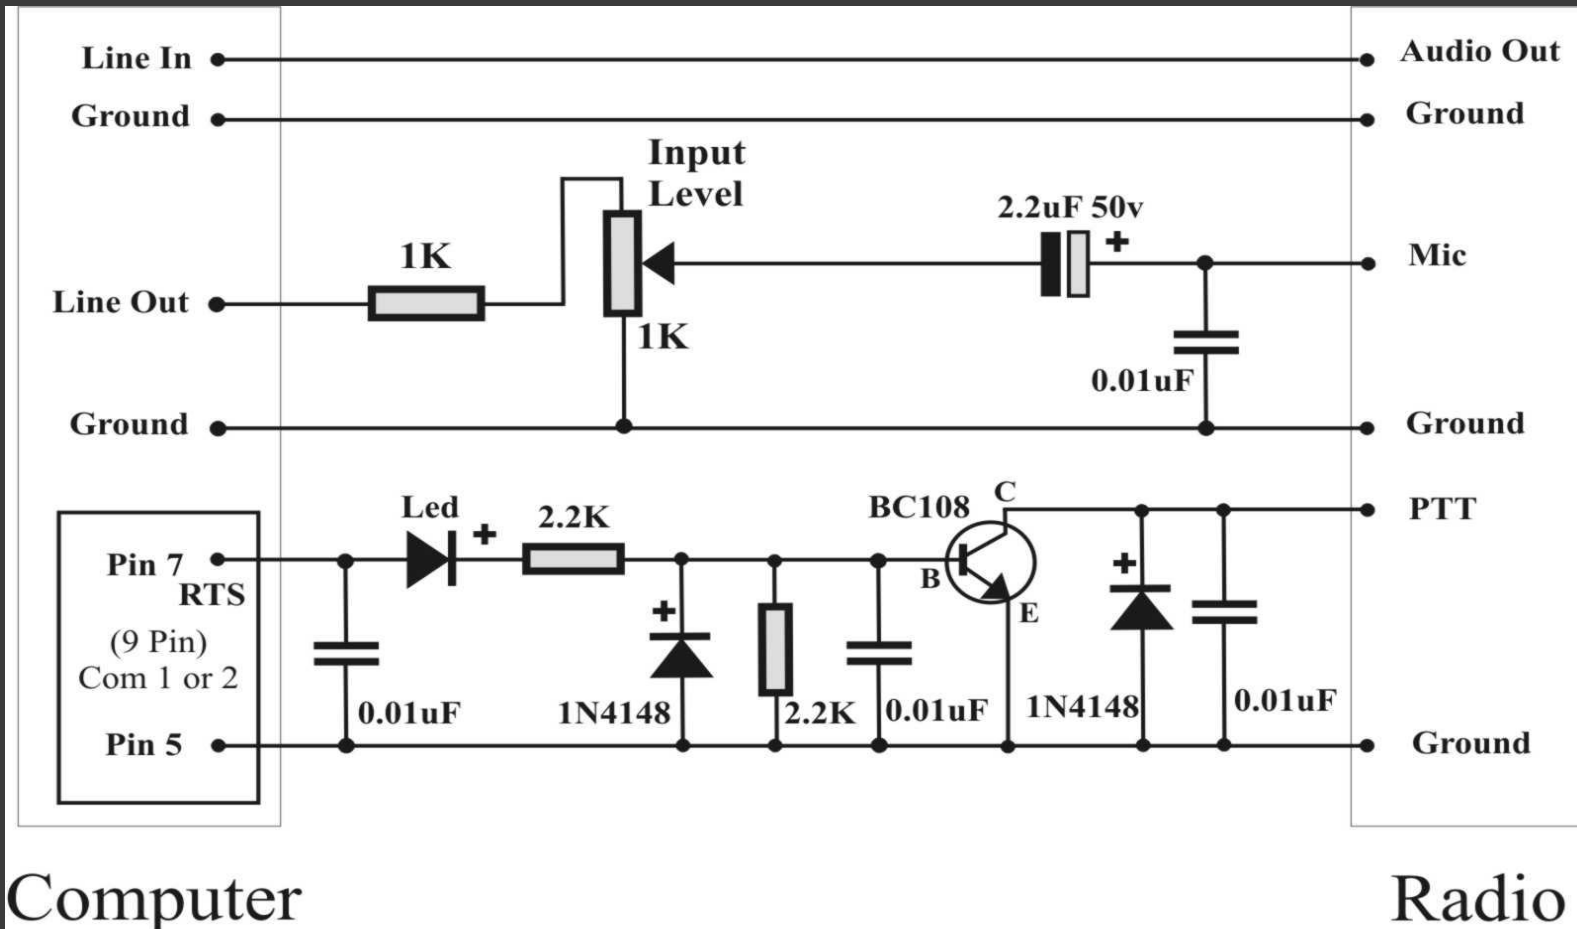 Line In
Audio Out
Ground
Ground
Input
Level
2.2uF 50v
+
1K
Mic
Line Out
1K
0.01uF
Ground
Ground
Led
+
2.2K
BC108
C
PTT
Pin 7
RTS
B
E
+
+
(9 Pin)
Com 1 or 2
0.01uF
1N4148
2.2K
0.01uF
1N4148
0.01uF
Pin 5
Ground
Computer
Radio